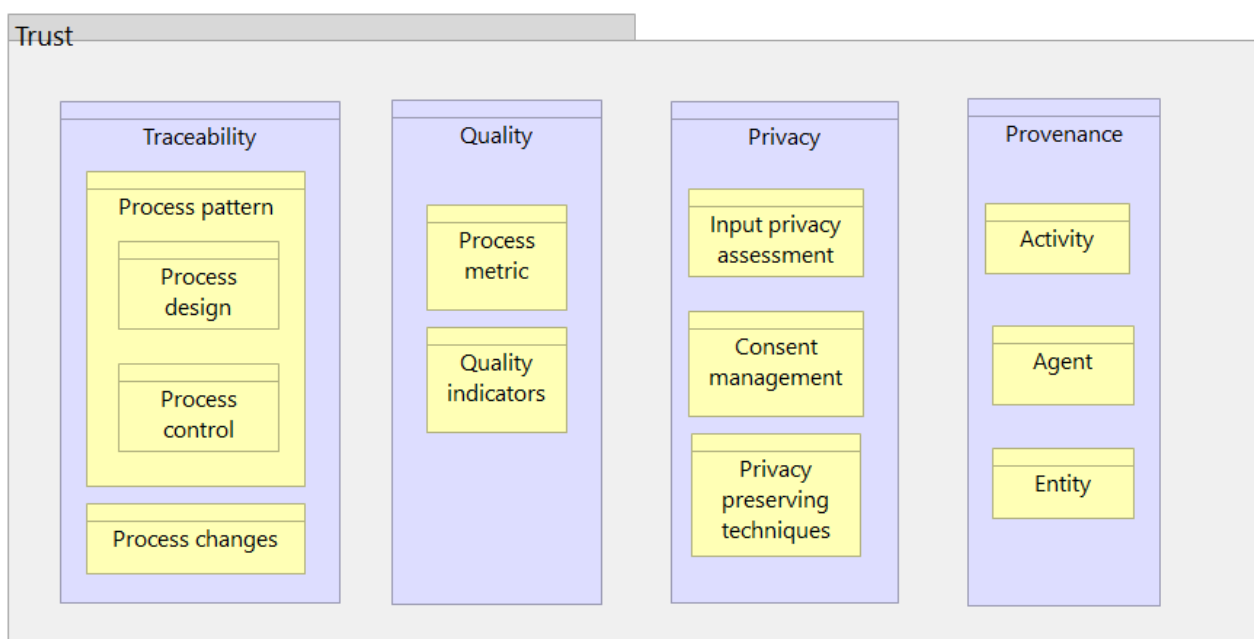 Trust
Traceability
Process pattern
Process
design
Process
control
Process changes
Quality
Process
metric
Quality
indicators
Privacy
Input privacy
assessment
Consent
management
Privacy
preserving
techniques
Provenance
Activity
Agent
Entity